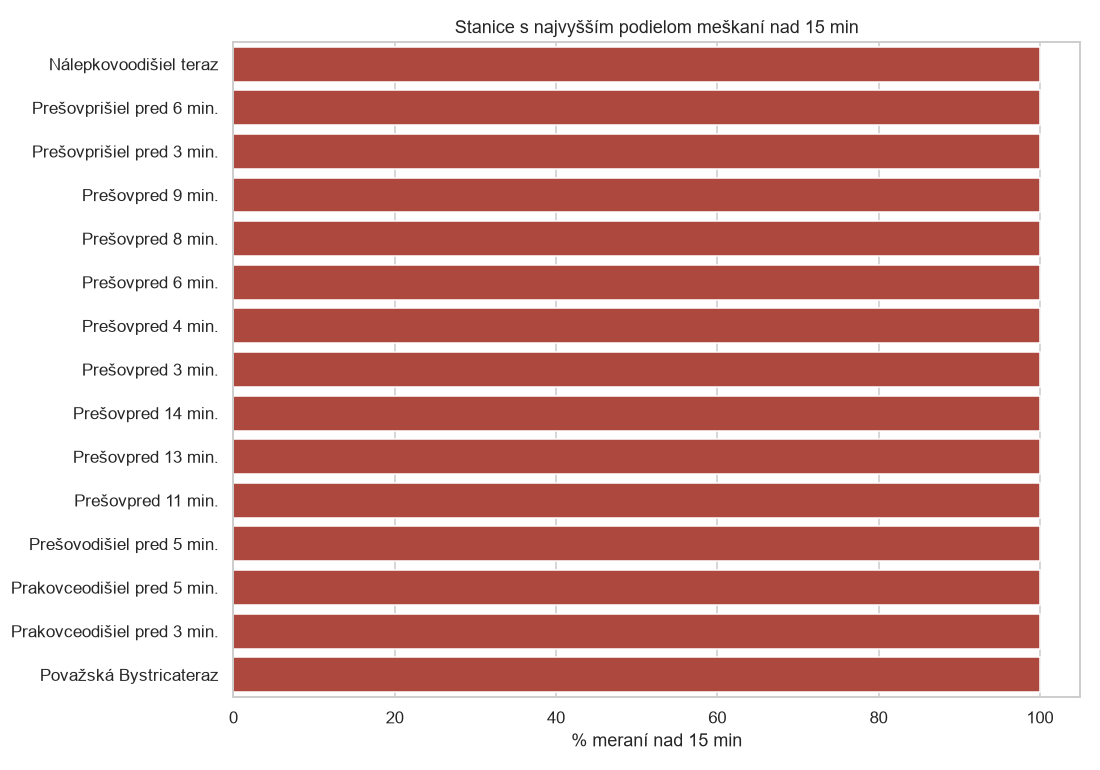 Stanice s najvyšším podielom meškaní nad 15 min
Nálepkovoodišiel teraz
Prešovprišiel pred 6 min.
Prešovprišiel pred 3 min.
Prešovpred 9 min.
Prešovpred 8 min.
Prešovpred 6 min.
Prešovpred 4 min.
Prešovpred 3 min.
Prešovpred 14 min.
Prešovpred 13 min.
Prešovpred 11 min.
Prešovodišiel pred 5 min.
Prakovceodišiel pred 5 min.
Prakovceodišiel pred 3 min.
Považská Bystricateraz
0 20 40 60 80 100
% meraní nad 15 min